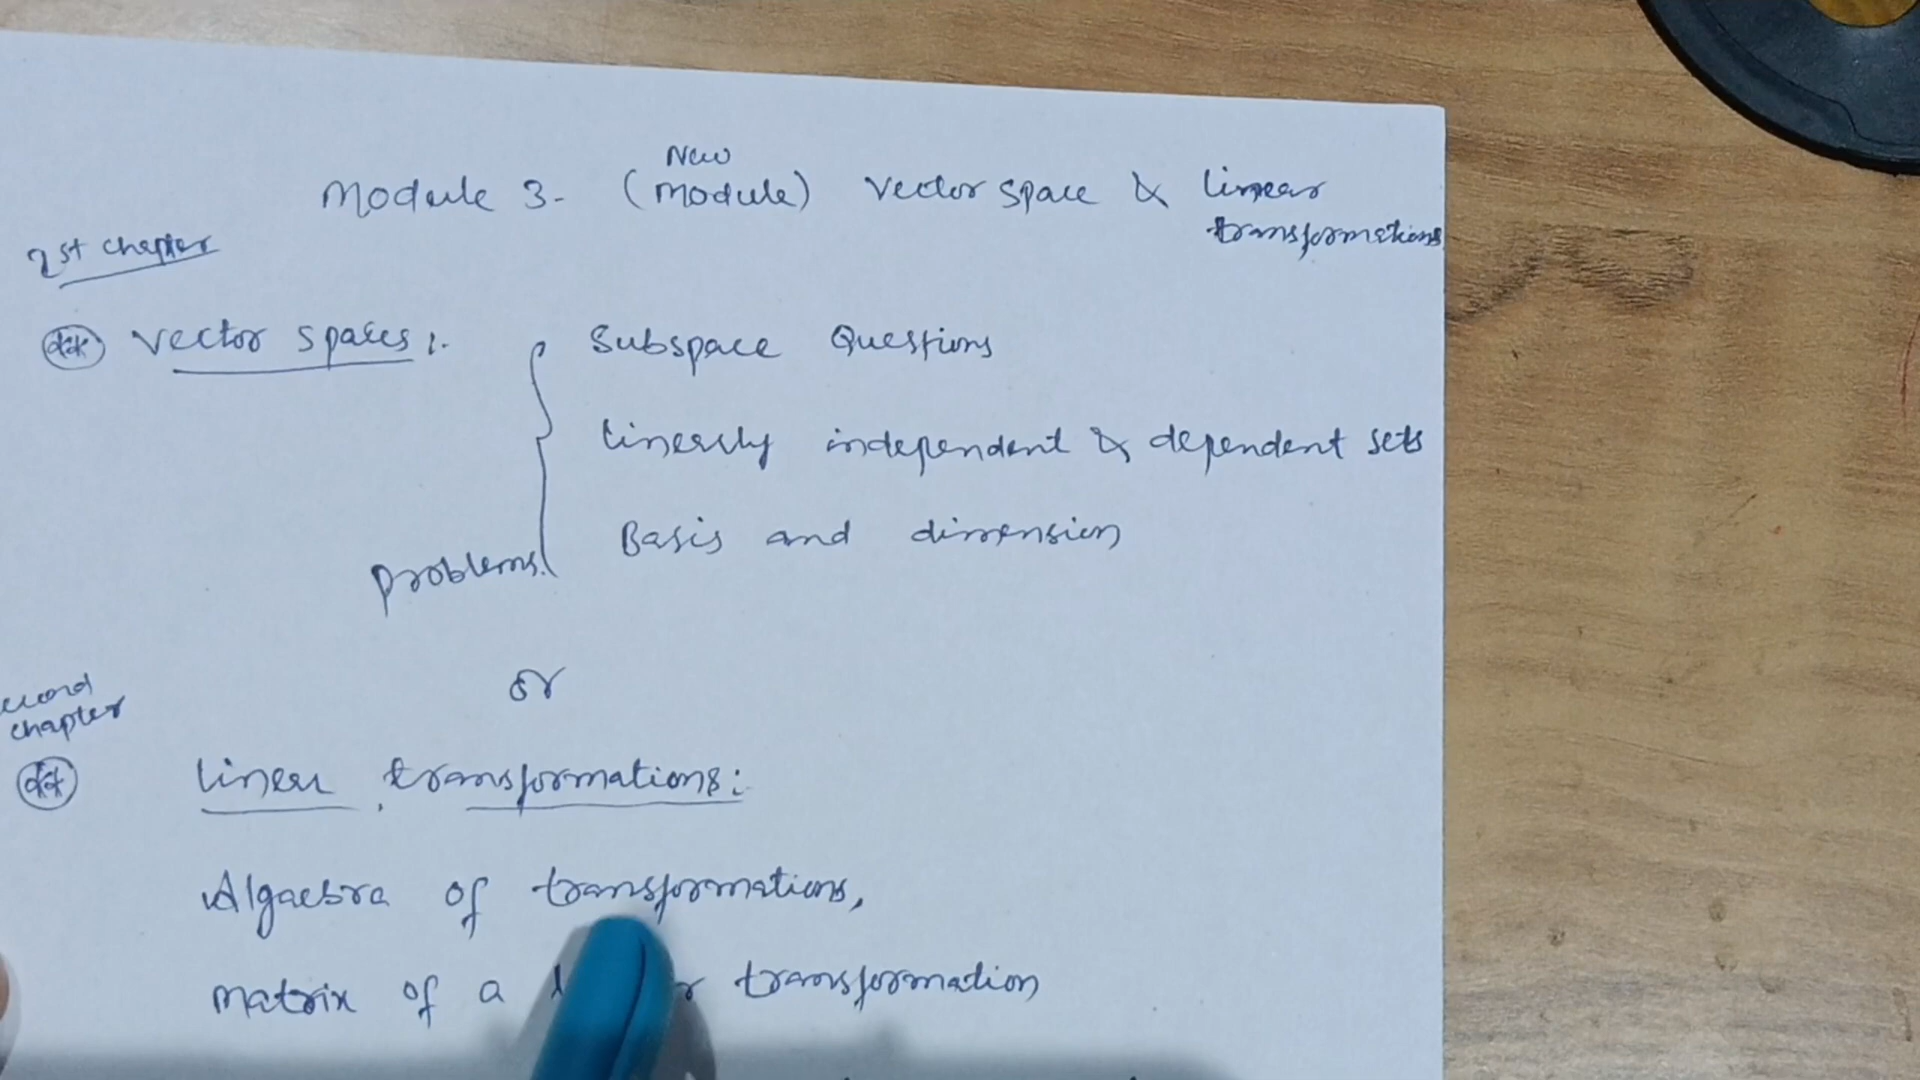 Module 3- (New Module) Vector space & linear
transformations
1st chapter
** Vector spaces:- Subspace Questions
linearly independent & dependent sets
Problems Basis and dimension
or
chapter
** linear transformations:
Algaebra of transformations,
matrix of a transformation